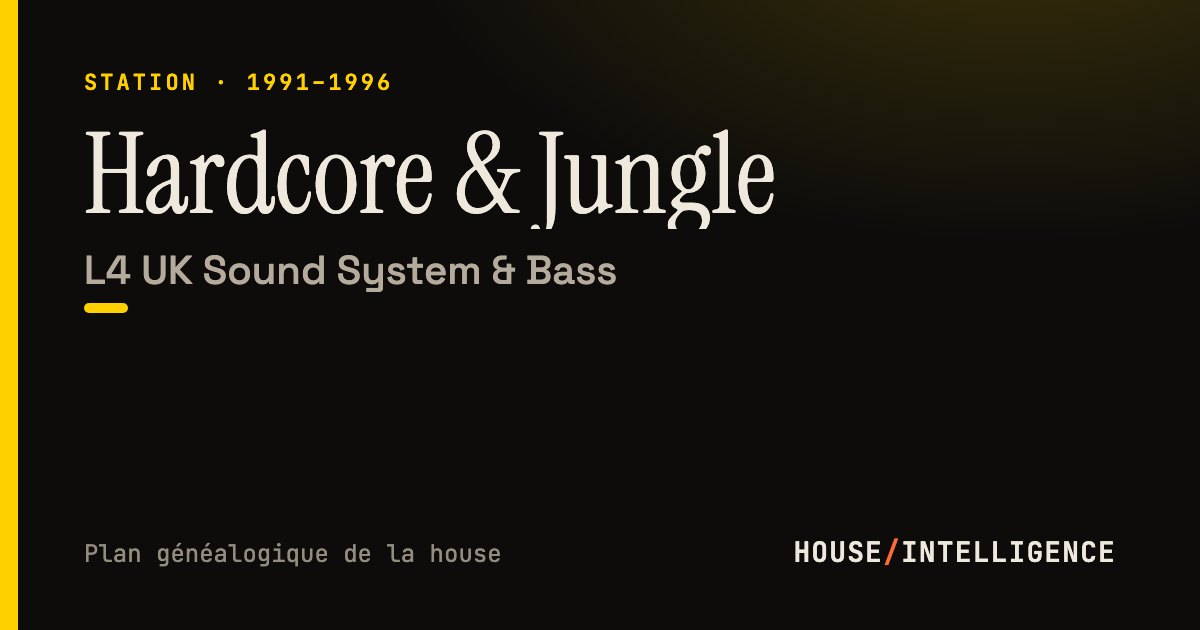 STATION · 1991–1996
Hardcore & Jungle
L4 UK Sound System & Bass
Plan généalogique de la house
HOUSE/INTELLIGENCE